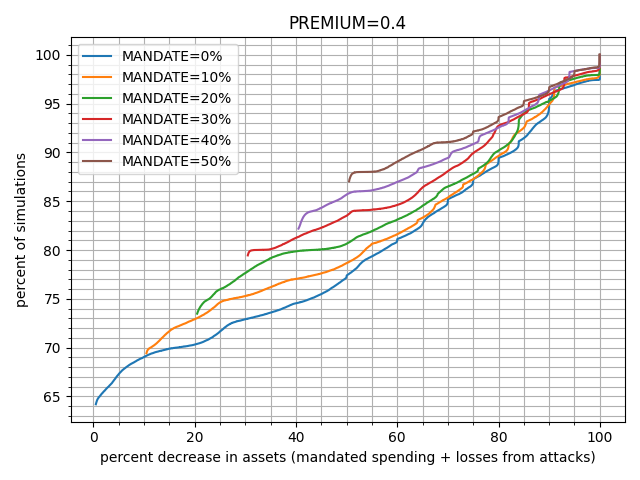 PREMIUM=0.4
MANDATE=0%
MANDATE=10%
MANDATE=20%
MANDATE=30%
MANDATE=40%
MANDATE=50%
percent of simulations
100
95
90
85
80
75
70
65
0 20 40 60 80 100
percent decrease in assets (mandated spending + losses from attacks)